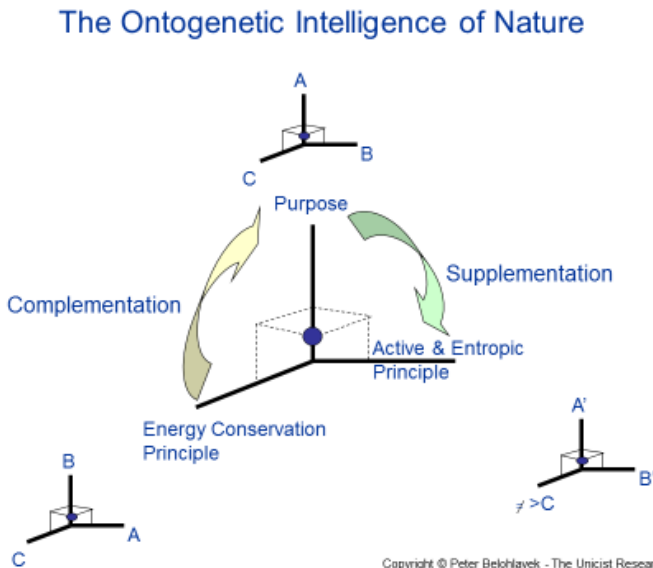 The Ontogenetic Intelligence of Nature
A
B
C
Purpose
Complementation
Supplementation
Active & Entropic
Principle
Energy Conservation
Principle
B
A
C
A'
B'
≠ >C
Copyright © Peter Belohlavek - The Unicist Resear